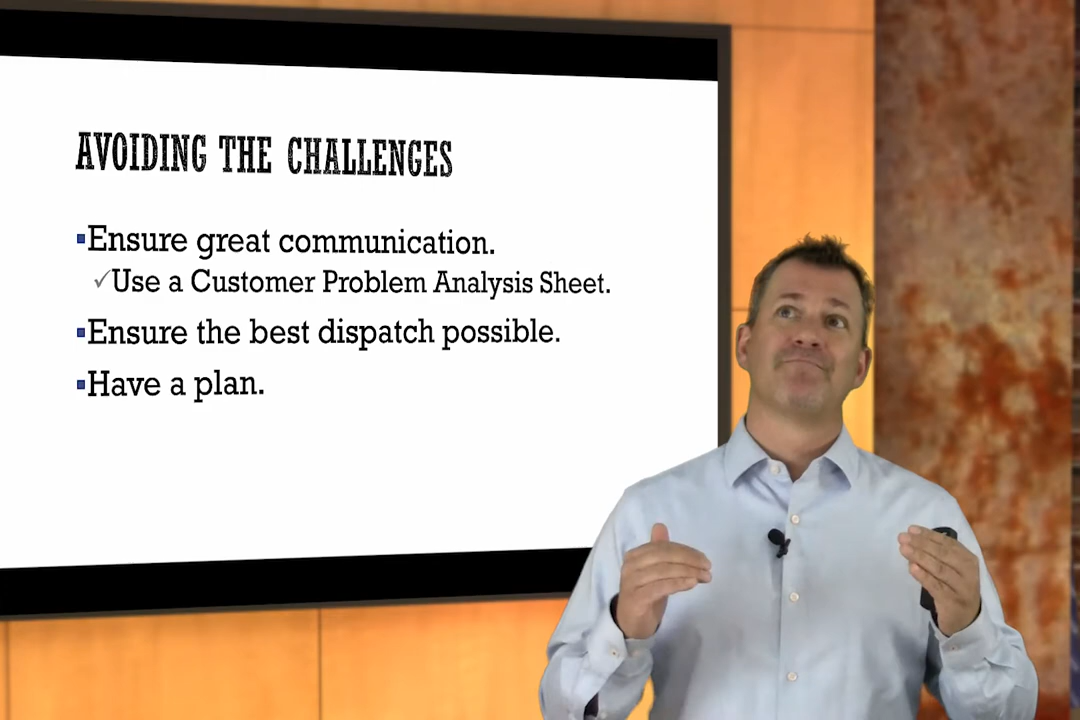 AVOIDING THE CHALLENGES
▪Ensure great communication.
✓Use a Customer Problem Analysis Sheet.
▪Ensure the best dispatch possible.
▪Have a plan.